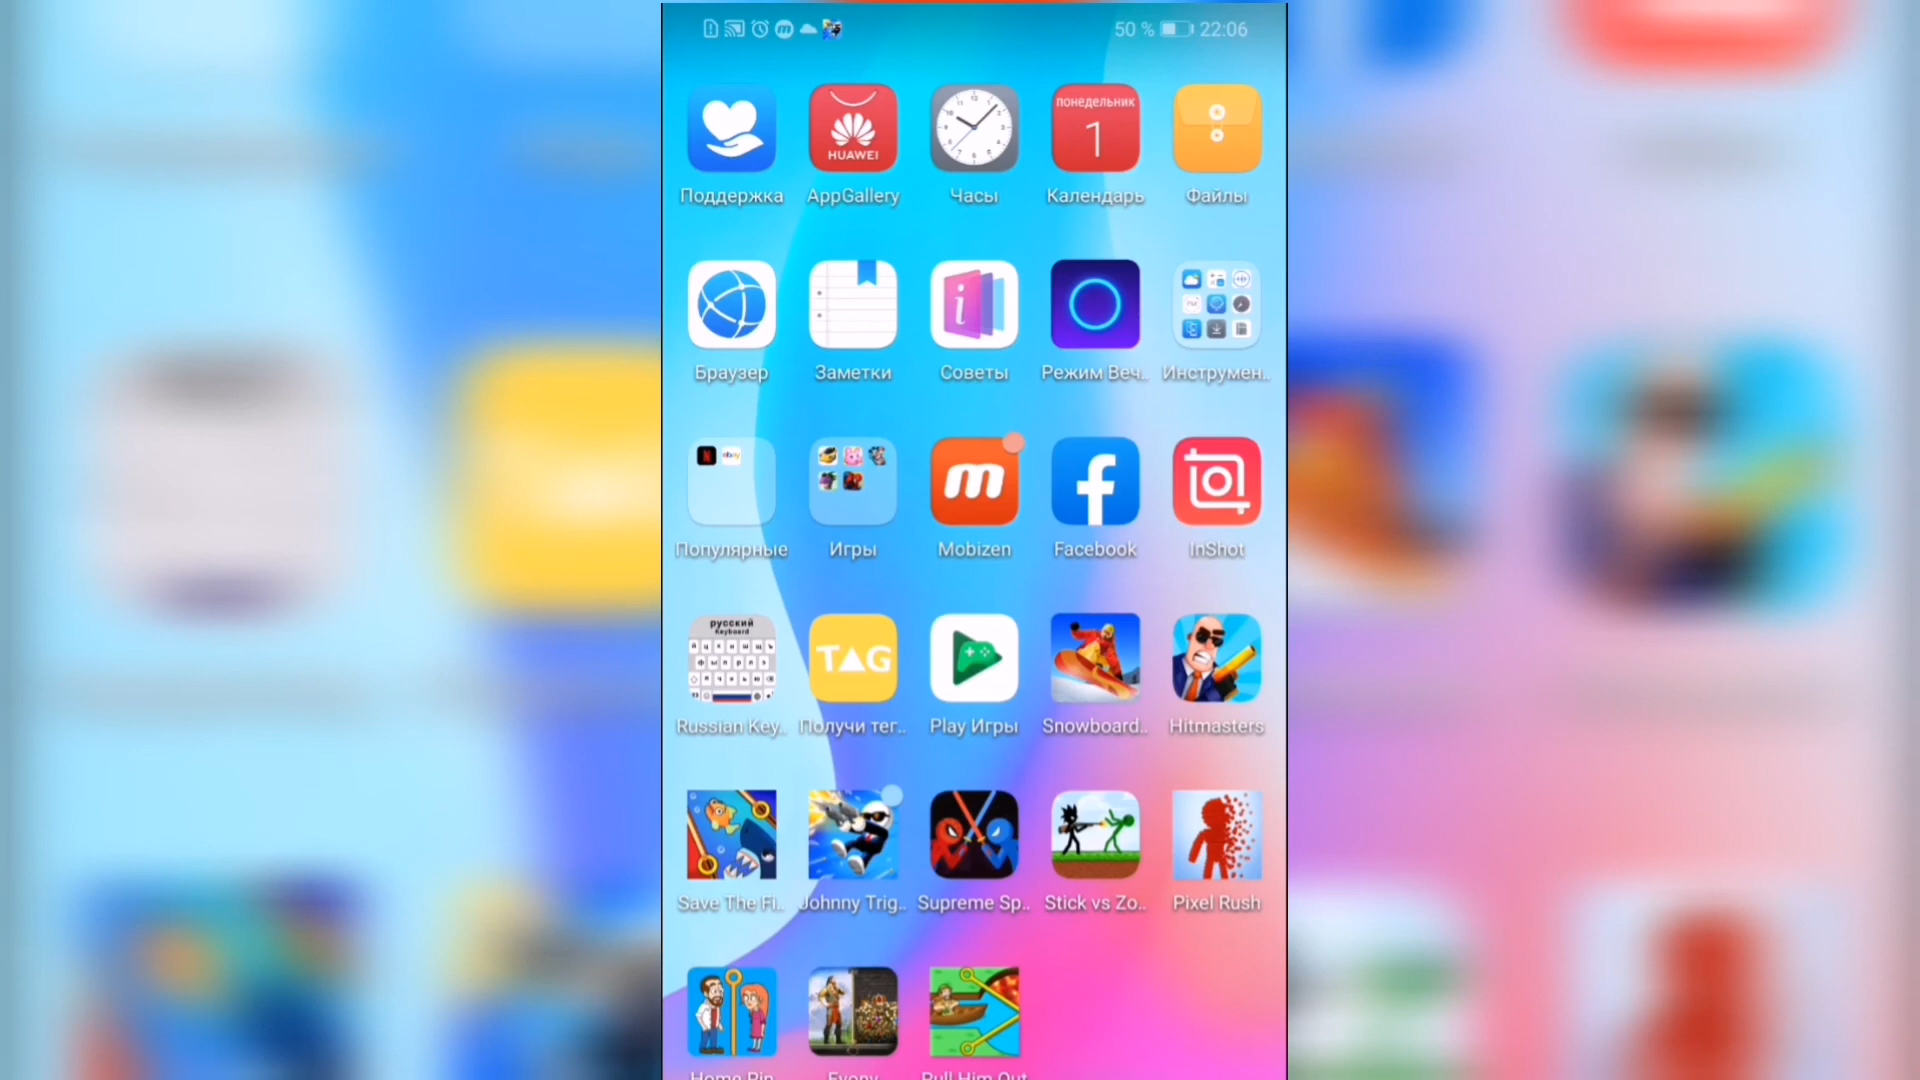 50 % 22:06
HUAWEI
понедельник
1
Поддержка AppGallery Часы Календарь Файлы
Браузер Заметки Советы Режим Веч.. Инструмен..
ebay
Популярные Игры Mobizen Facebook InShot
русский
Keyboard
TAG
Russian Key.. Получи тег.. Play Игры Snowboard.. Hitmasters
Save The Fi.. Johnny Trig.. Supreme Sp.. Stick vs Zo.. Pixel Rush
Home Pin Evony Pull Him Out